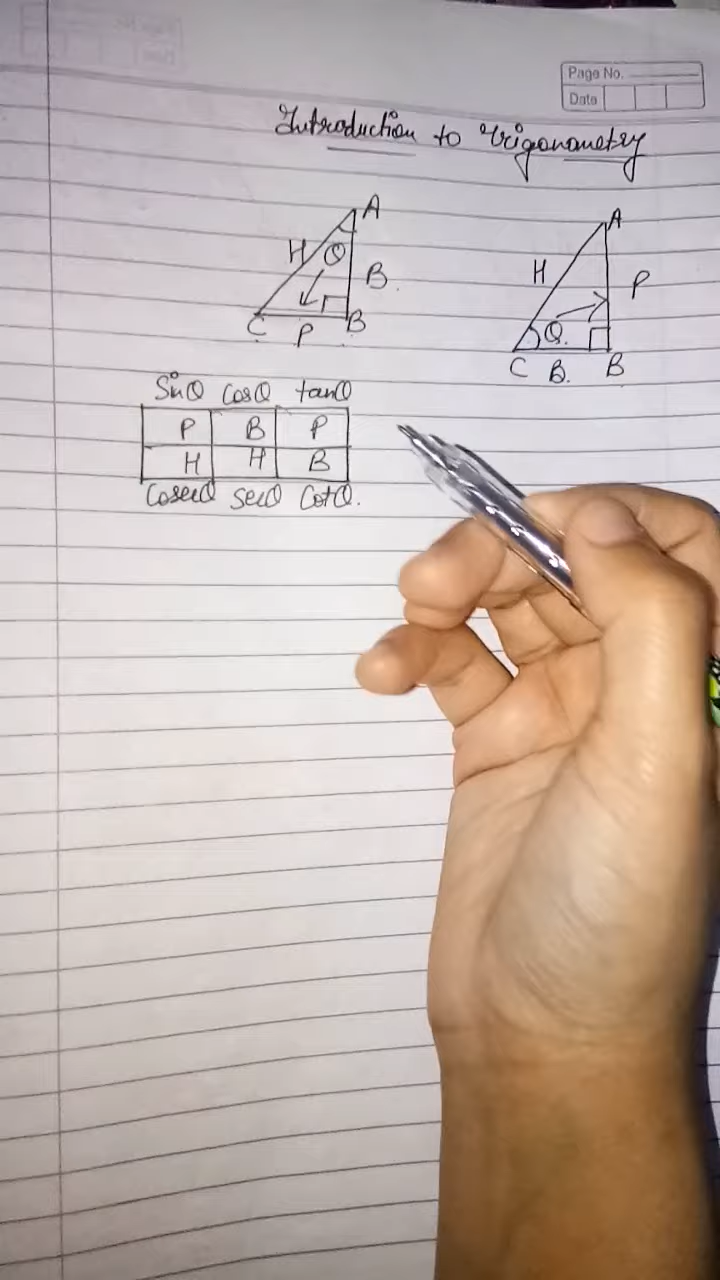 Page No.
Date
Introduction to Trigonometry
A
H θ B.
C P B
A
H P
θ.
C B. B
Sinθ Cosθ tanθ
P B P
H H B
Cosecθ secθ Cotθ.